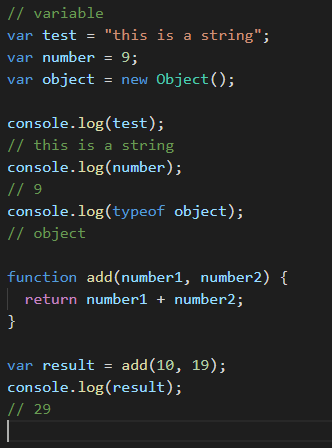 // variable
var test = "this is a string";
var number = 9;
var object = new Object();

console.log(test);
// this is a string
console.log(number);
// 9
console.log(typeof object);
// object

function add(number1, number2) {
  return number1 + number2;
}

var result = add(10, 19);
console.log(result);
// 29